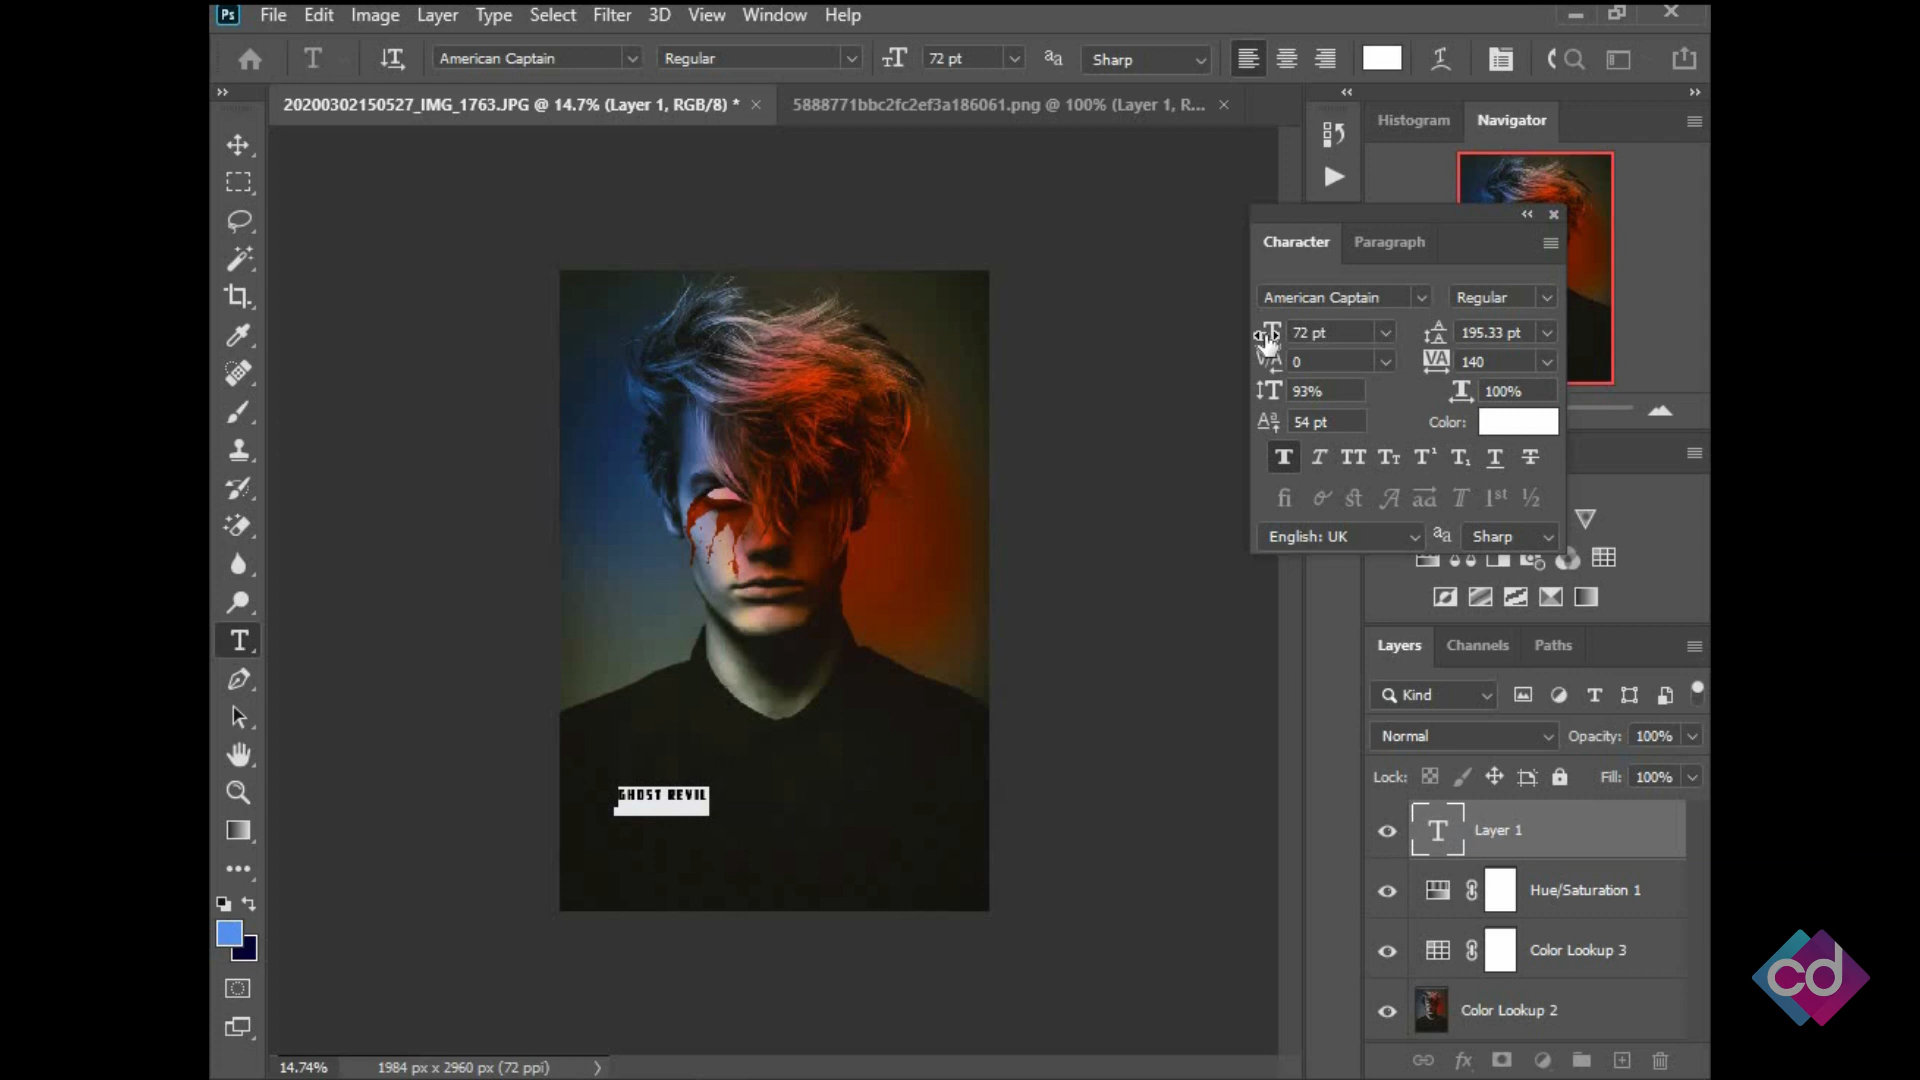 Ps File Edit Image Layer Type Select Filter 3D View Window Help
American Captain Regular 72 pt Sharp
20200302150527_IMG_1763.JPG @ 14.7% (Layer 1, RGB/8) * 5888771bbc2fc2ef3a186061.png @ 100% (Layer 1, R...
Histogram Navigator
Character Paragraph
American Captain Regular
72 pt 195.33 pt
0 140
93% 100%
54 pt Color:
English: UK Sharp
Layers Channels Paths
Kind
Normal Opacity: 100%
Lock: Fill: 100%
GHOST REVIL
Layer 1
Hue/Saturation 1
Color Lookup 3
Color Lookup 2
14.74% 1984 px x 2960 px (72 ppi)
cd